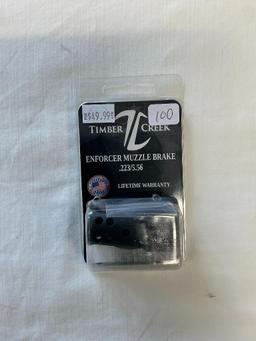 $49.99
100
TIMBER CREEK
ENFORCER MUZZLE BRAKE
.223/5.56
LIFETIME WARRANTY